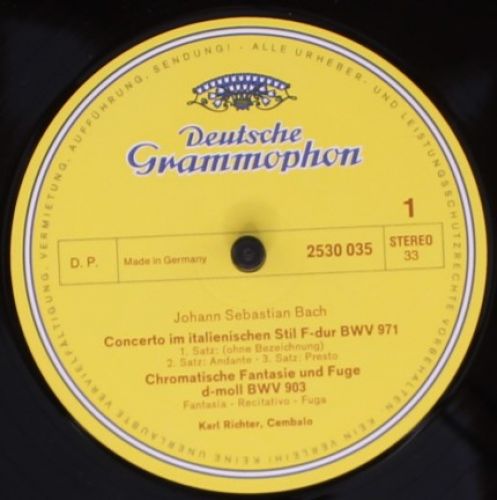 Deutsche
Grammophon
1
D. P.
Made in Germany
2530 035
STEREO
33
Johann Sebastian Bach
Concerto im italienischen Stil F-dur BWV 971
1. Satz: (ohne Bezeichnung)
2. Satz: Andante - 3. Satz: Presto
Chromatische Fantasie und Fuge
d-moll BWV 903
Fantasia - Recitativo - Fuga
Karl Richter, Cembalo
ALLE URHEBER- UND LEISTUNGSSCHUTZRECHTE VORBEHALTEN · KEIN VERLEIH! KEINE UNERLAUBTE VERVIELFÄLTIGUNG, VERMIETUNG, AUFFÜHRUNG, SENDUNG! -